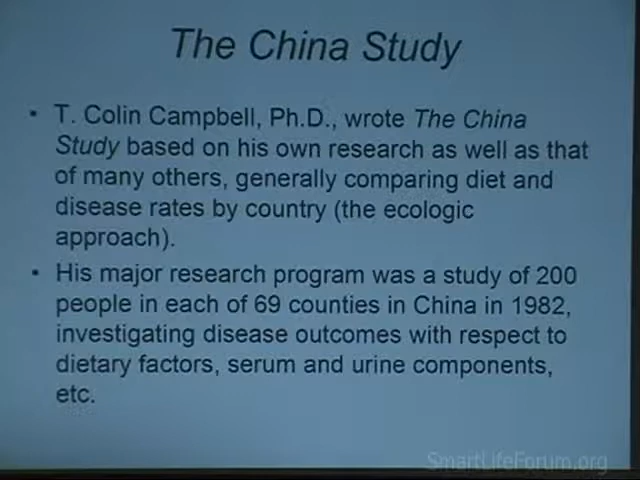 The China Study
• T. Colin Campbell, Ph.D., wrote The China
Study based on his own research as well as that
of many others, generally comparing diet and
disease rates by country (the ecologic
approach).
• His major research program was a study of 200
people in each of 69 counties in China in 1982,
investigating disease outcomes with respect to
dietary factors, serum and urine components,
etc.
SmartLifeForum.org